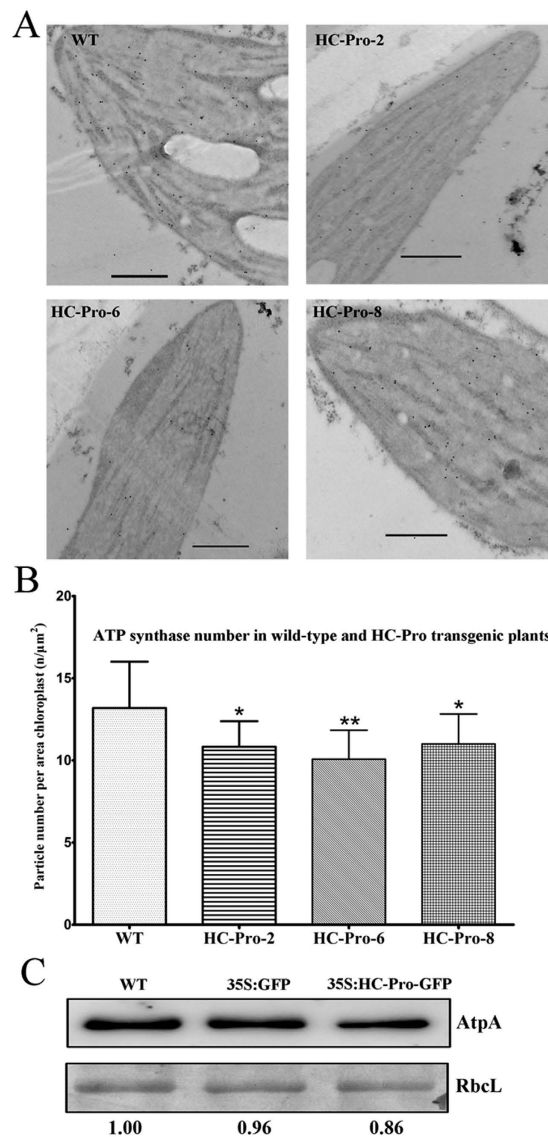 A
WT
HC-Pro-2
HC-Pro-6
HC-Pro-8
B
ATP synthase number in wild-type and HC-Pro transgenic plants
Particle number per area chloroplast (n/μm²)
20
15
10
5
0
*
**
*
WT
HC-Pro-2
HC-Pro-6
HC-Pro-8
C
WT
35S:GFP
35S:HC-Pro-GFP
AtpA
RbcL
1.00
0.96
0.86